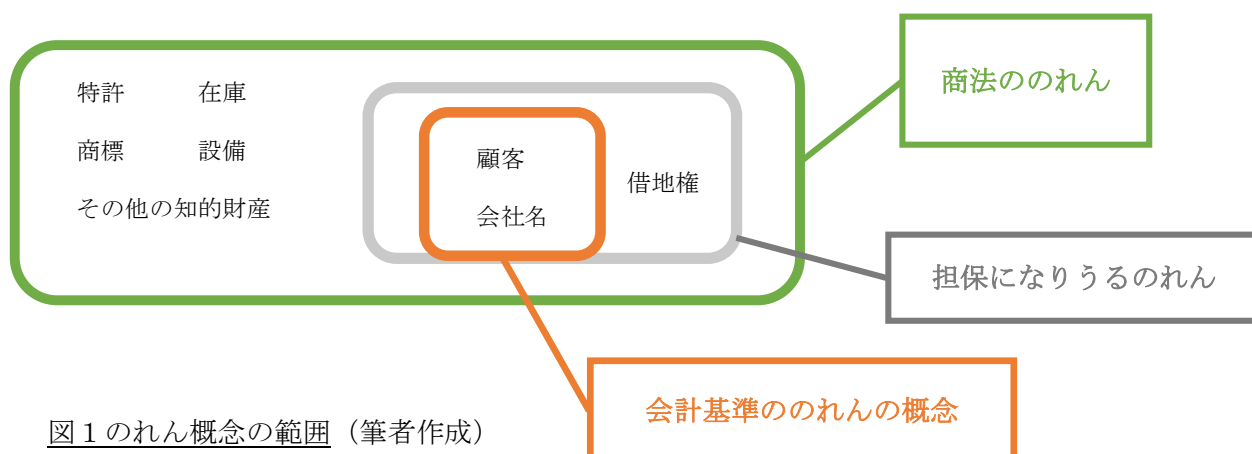 特許 在庫
商標 設備
その他の知的財産
顧客
会社名
借地権
商法ののれん
担保になりうるのれん
会計基準ののれんの概念
図１のれん概念の範囲（筆者作成）